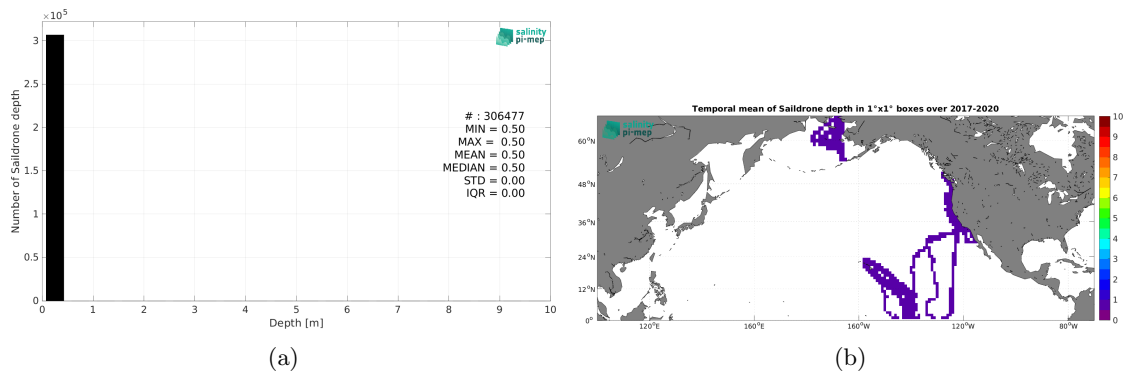 ×10⁵
salinity
pi-mep
3
2.5
2
1.5
1
0.5
0
Number of Saildrone depth
# : 306477
MIN = 0.50
MAX = 0.50
MEAN = 0.50
MEDIAN = 0.50
STD = 0.00
IQR = 0.00
0 1 2 3 4 5 6 7 8 9 10
Depth [m]
(a)
Temporal mean of Saildrone depth in 1°x1° boxes over 2017-2020
salinity
pi-mep
60°N
48°N
36°N
24°N
12°N
0°
120°E 160°E 160°W 120°W 80°W
10
9
8
7
6
5
4
3
2
1
0
(b)